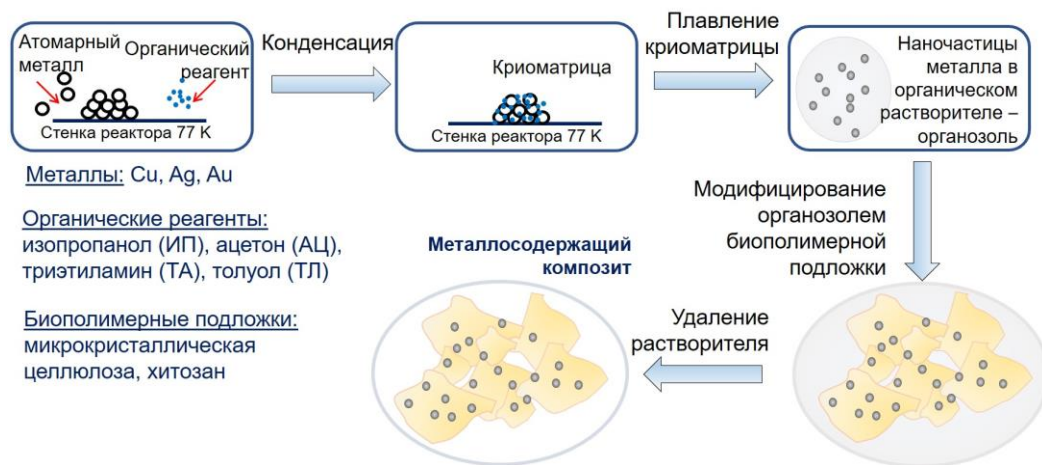 Атомарный
металл
Органический
реагент
Стенка реактора 77 K
Конденсация
Криоматрица
Стенка реактора 77 K
Плавление
криоматрицы
Наночастицы
металла в
органическом
растворителе –
органозоль
Металлы: Cu, Ag, Au
Органические реагенты:
изопропанол (ИП), ацетон (АЦ),
триэтиламин (ТА), толуол (ТЛ)
Биополимерные подложки:
микрокристаллическая
целлюлоза, хитозан
Модифицирование
органозолем
биополимерной
подложки
Металлосодержащий
композит
Удаление
растворителя